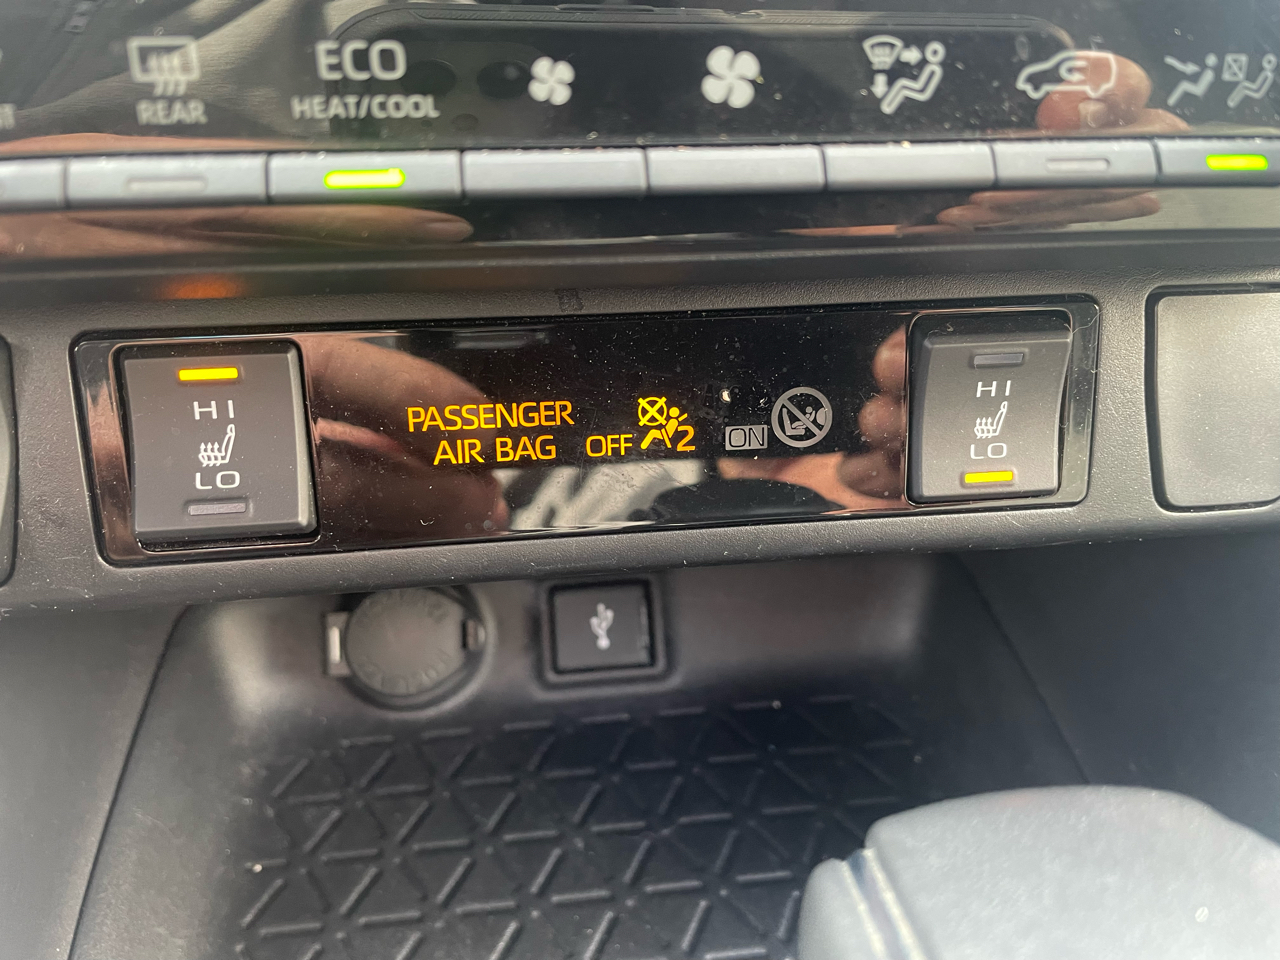 REAR
ECO
HEAT/COOL
HI
LO
PASSENGER
AIR BAG
OFF 2
ON
HI
LO